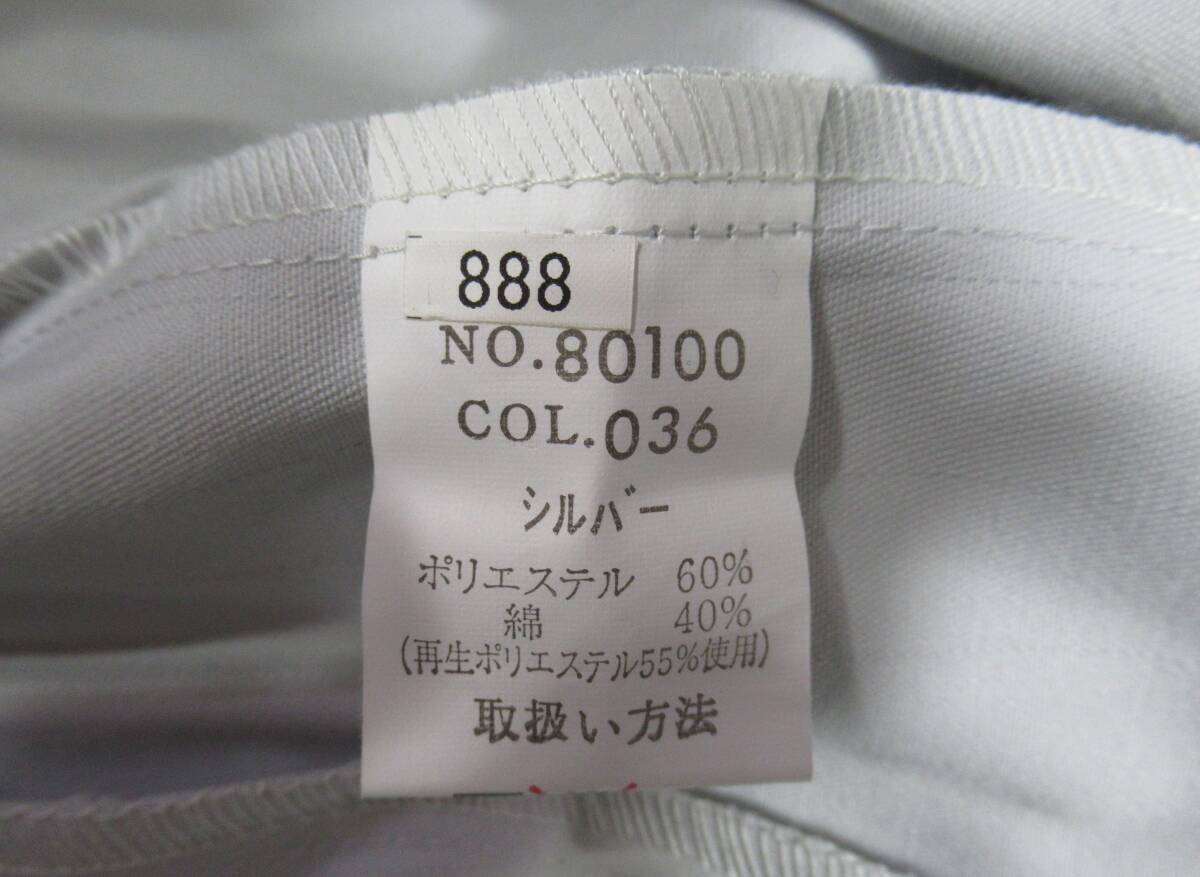 888
NO.80100
COL.036
シルバー
ポリエステル 60%
綿 40%
(再生ポリエステル55%使用)
取扱い方法